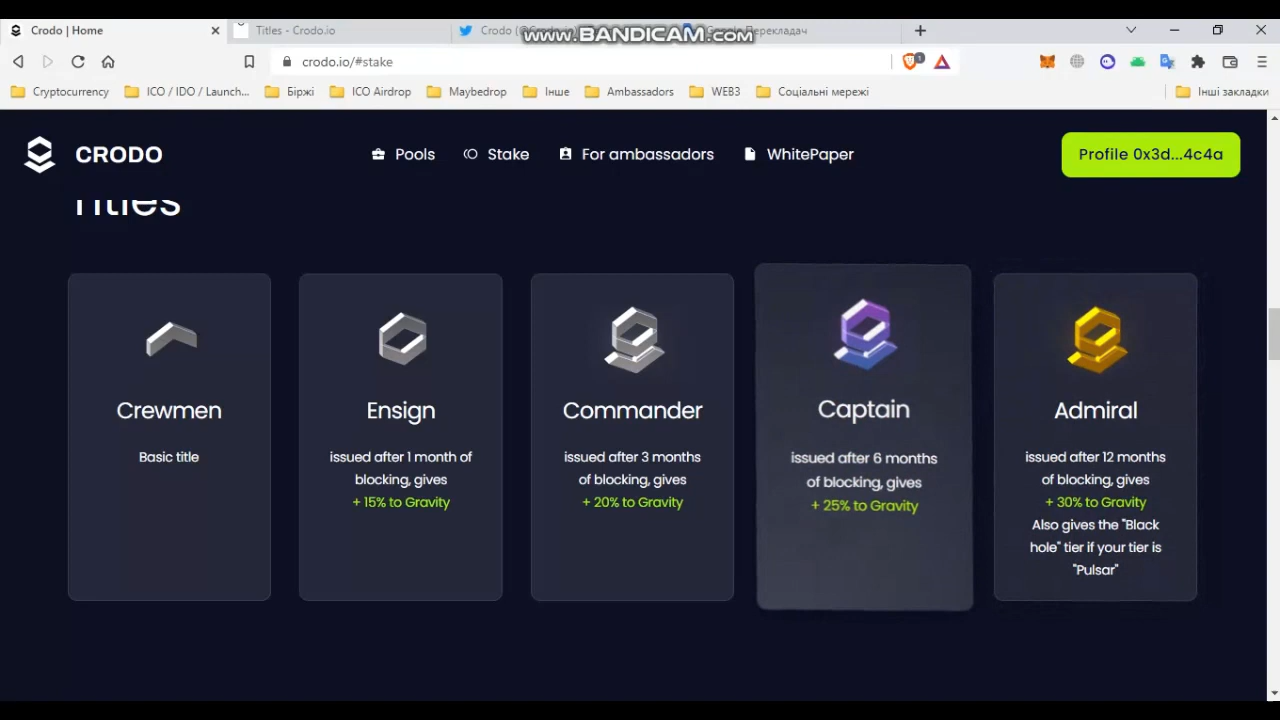 Crodo | Home
Titles - Crodo.io
Crodo
Перекладач
www.BANDICAM.com
crodo.io/#stake
1
Cryptocurrency
ICO / IDO / Launch...
Біржі
ICO Airdrop
Maybedrop
Інше
Ambassadors
WEB3
Соціальні мережі
Інші закладки
CRODO
Pools
Stake
For ambassadors
WhitePaper
Profile 0x3d...4c4a
Titles
Crewmen
Basic title
Ensign
issued after 1 month of
blocking, gives
+ 15% to Gravity
Commander
issued after 3 months
of blocking, gives
+ 20% to Gravity
Captain
issued after 6 months
of blocking, gives
+ 25% to Gravity
Admiral
issued after 12 months
of blocking, gives
+ 30% to Gravity
Also gives the "Black
hole" tier if your tier is
"Pulsar"